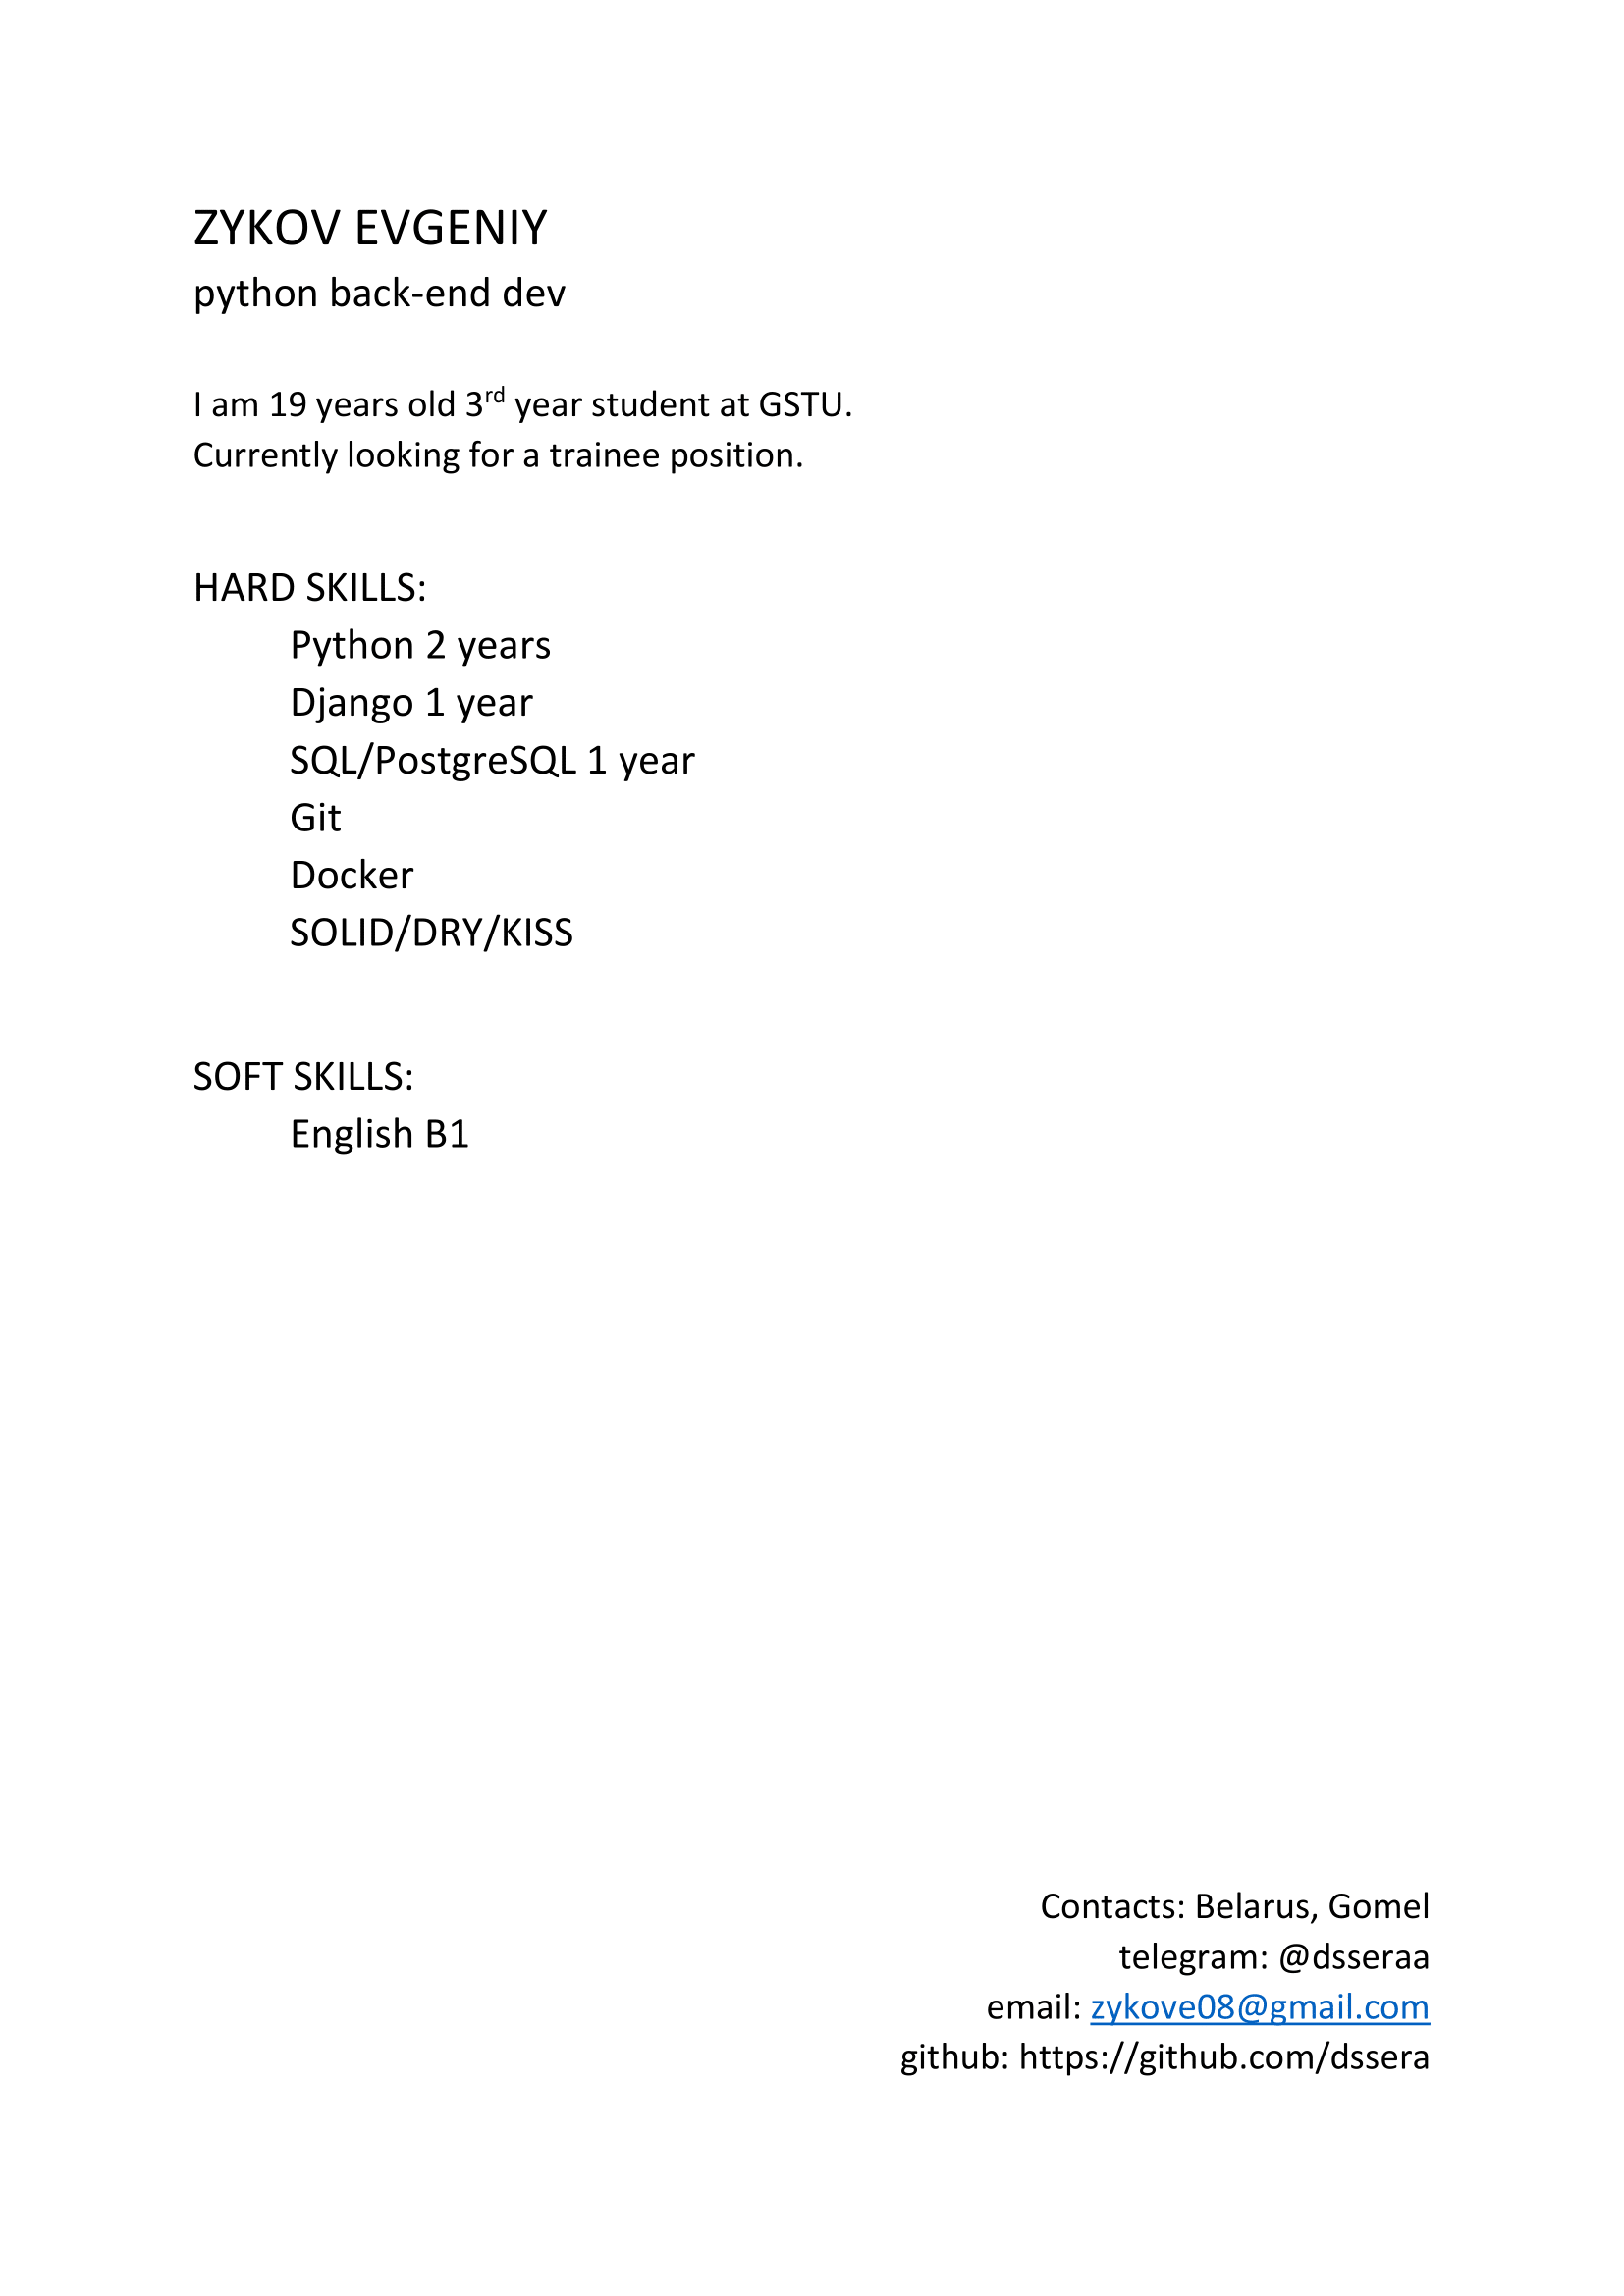 ZYKOV EVGENIY
python back-end dev
I am 19 years old 3rd year student at GSTU.
Currently looking for a trainee position.
HARD SKILLS:
Python 2 years
Django 1 year
SQL/PostgreSQL 1 year
Git
Docker
SOLID/DRY/KISS
SOFT SKILLS:
English B1
Contacts: Belarus, Gomel
telegram: @dsseraa
email: zykove08@gmail.com
github: https://github.com/dssera